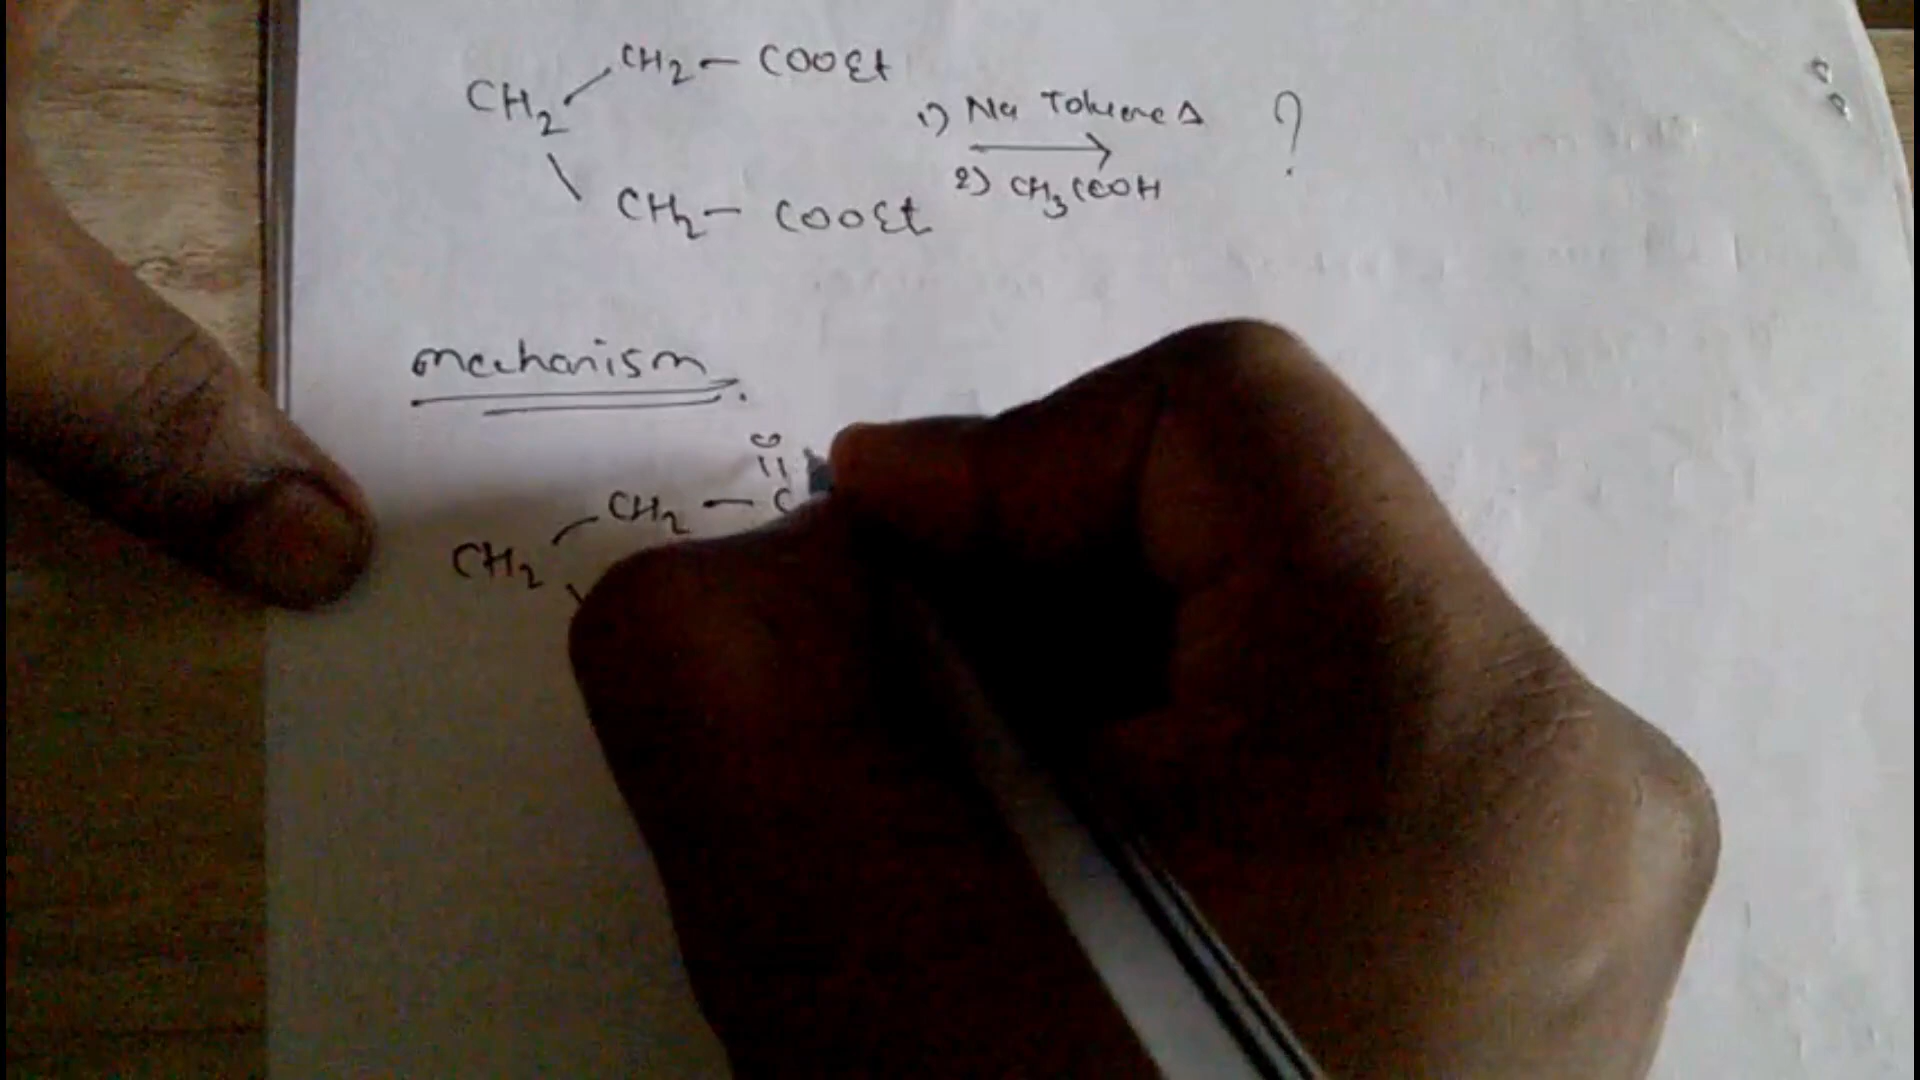 CH2 — COOEt
CH2
1) Na Toluene Δ ?
2) CH3COOH
CH2 — COOEt
mechanism.
O
CH2 — C
CH2